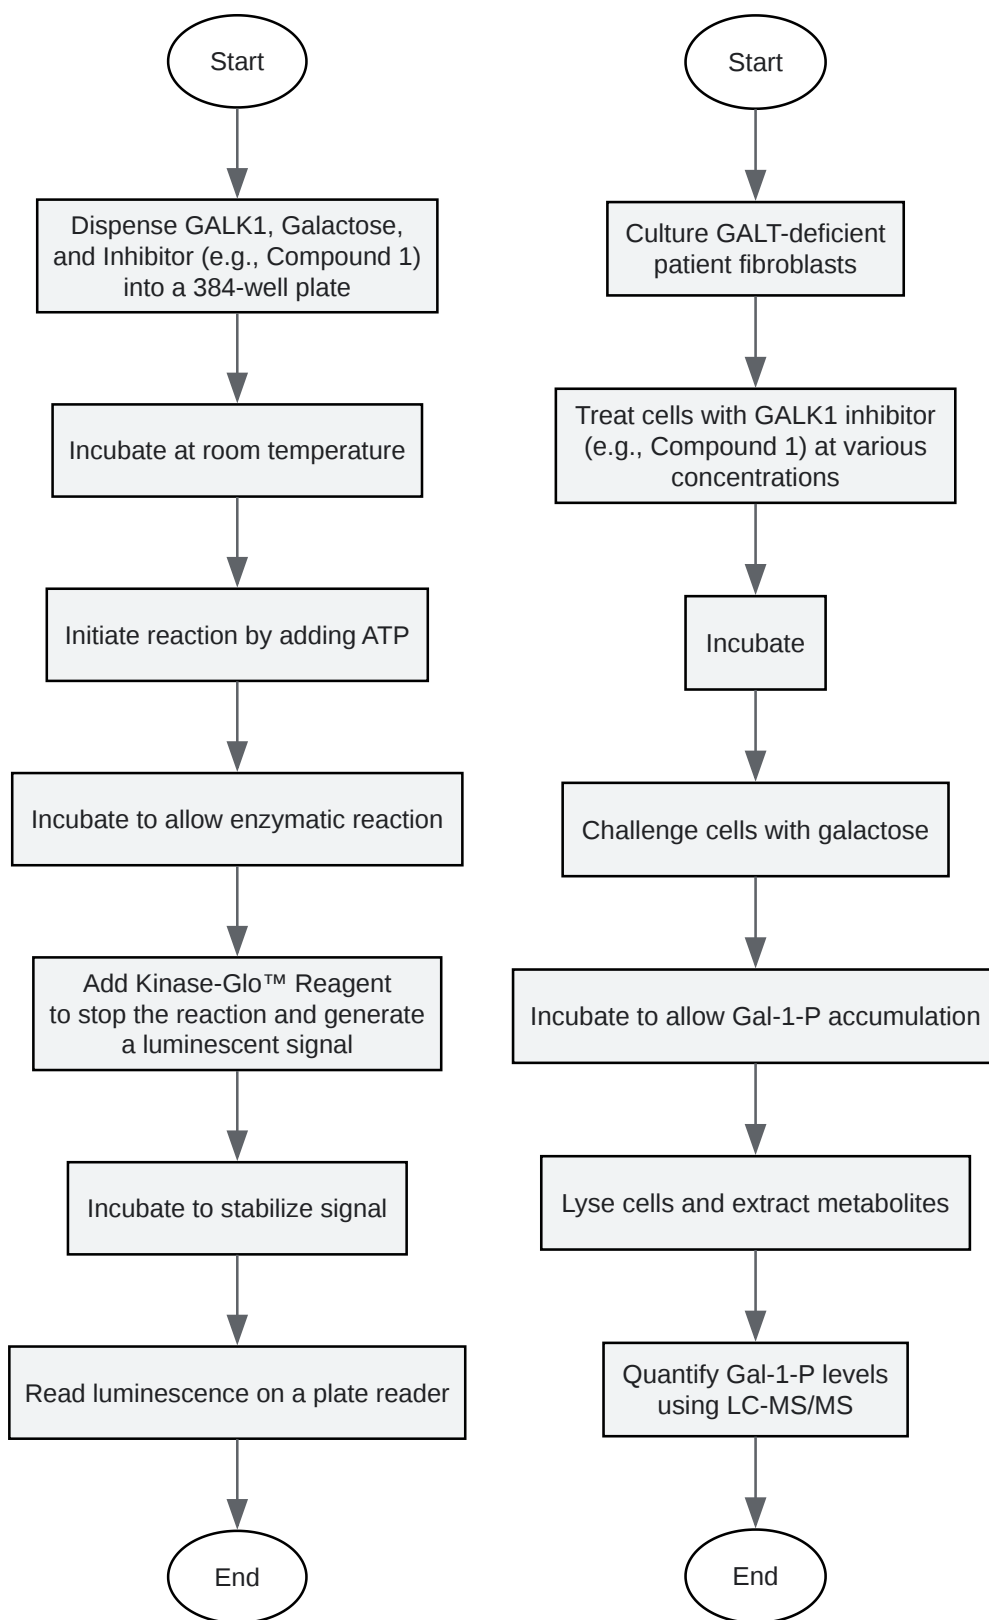 Start
Dispense GALK1, Galactose,
and Inhibitor (e.g., Compound 1)
into a 384-well plate
Incubate at room temperature
Initiate reaction by adding ATP
Incubate to allow enzymatic reaction
Add Kinase-Glo™ Reagent
to stop the reaction and generate
a luminescent signal
Incubate to stabilize signal
Read luminescence on a plate reader
End
Start
Culture GALT-deficient
patient fibroblasts
Treat cells with GALK1 inhibitor
(e.g., Compound 1) at various
concentrations
Incubate
Challenge cells with galactose
Incubate to allow Gal-1-P accumulation
Lyse cells and extract metabolites
Quantify Gal-1-P levels
using LC-MS/MS
End